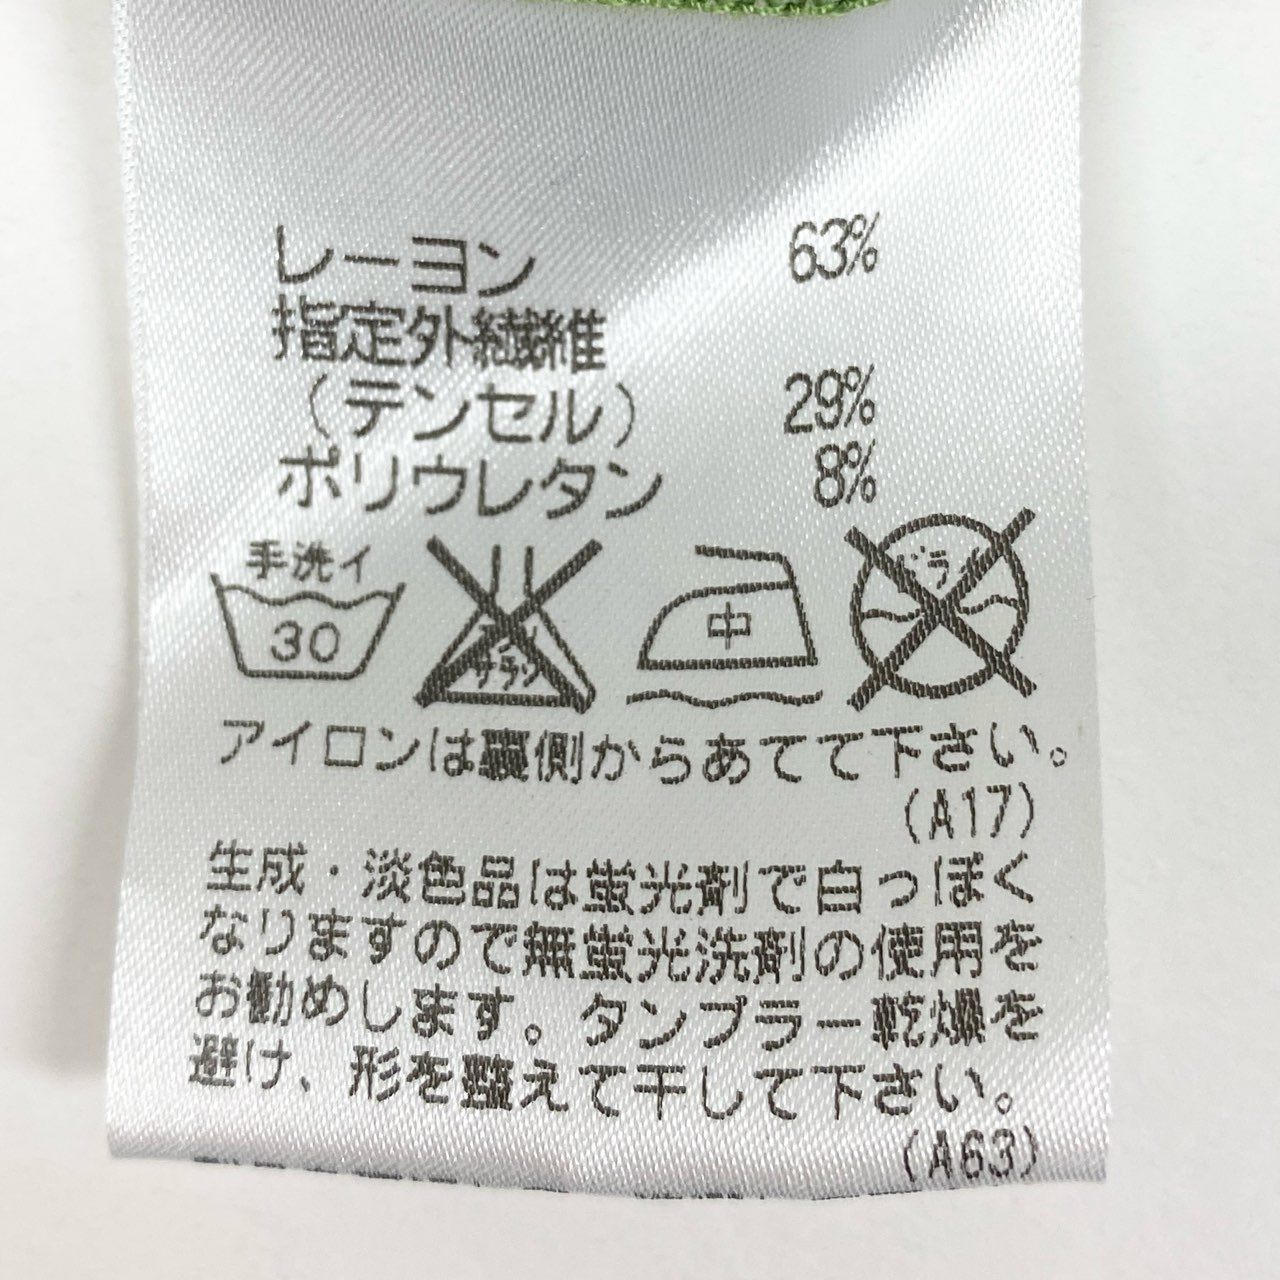 レーヨン 63%
指定外繊維
(テンセル) 29%
ポリウレタン 8%
手洗イ
30
エンソ
サラシ
中
ドライ
アイロンは裏側からあてて下さい。
(A17)
生成・淡色品は蛍光剤で白っぽく
なりますので無蛍光洗剤の使用を
お勧めします。タンブラー乾燥を
避け、形を整えて干して下さい。
(A63)